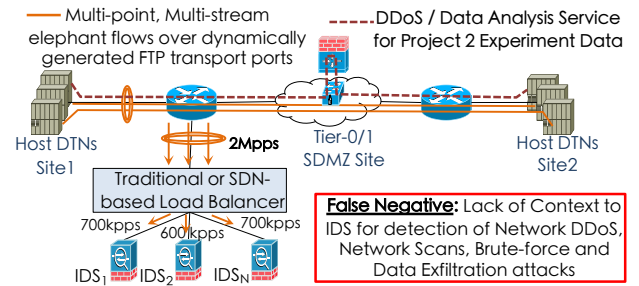 Multi-point, Multi-stream
elephant flows over dynamically
generated FTP transport ports
DDoS / Data Analysis Service
for Project 2 Experiment Data
Host DTNs
Site1
2Mpps
Tier-0/1
SDMZ Site
Host DTNs
Site2
Traditional or SDN-
based Load Balancer
700kpps
600kpps
700kpps
IDS1
IDS2
IDSN
False Negative: Lack of Context to
IDS for detection of Network DDoS,
Network Scans, Brute-force and
Data Exfiltration attacks